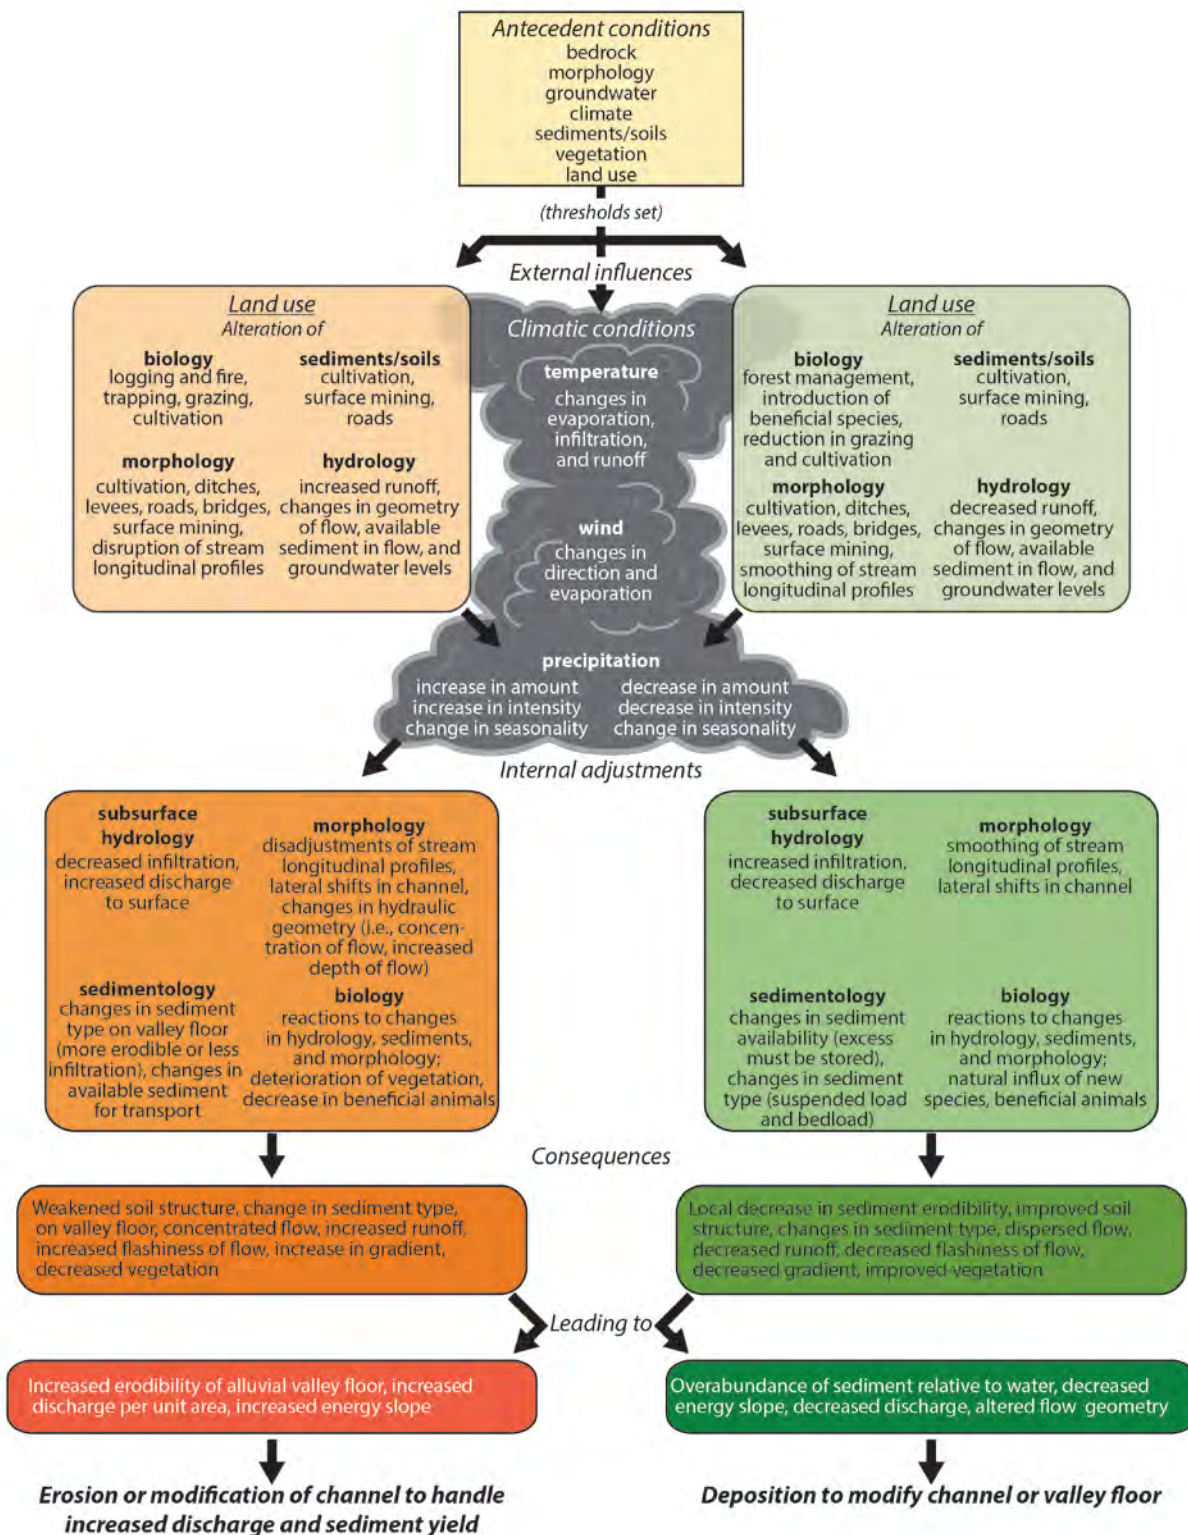 Antecedent conditions
bedrock
morphology
groundwater
climate
sediments/soils
vegetation
land use
(thresholds set)
External influences
Land use
Alteration of
biology
logging and fire,
trapping, grazing,
cultivation
sediments/soils
cultivation,
surface mining,
roads
morphology
cultivation, ditches,
levees, roads, bridges,
surface mining,
disruption of stream
longitudinal profiles
hydrology
increased runoff,
changes in geometry
of flow, available
sediment in flow, and
groundwater levels
Climatic conditions
temperature
changes in
evaporation,
infiltration,
and runoff
wind
changes in
direction and
evaporation
Land use
Alteration of
biology
forest management,
introduction of
beneficial species,
reduction in grazing
and cultivation
sediments/soils
cultivation,
surface mining,
roads
morphology
cultivation, ditches,
levees, roads, bridges,
surface mining,
smoothing of stream
longitudinal profiles
hydrology
decreased runoff,
changes in geometry
of flow, available
sediment in flow, and
groundwater levels
precipitation
increase in amount
increase in intensity
change in seasonality
decrease in amount
decrease in intensity
change in seasonality
Internal adjustments
subsurface
hydrology
decreased infiltration,
increased discharge
to surface
morphology
disadjustments of stream
longitudinal profiles,
lateral shifts in channel,
changes in hydraulic
geometry (i.e., concen-
tration of flow, increased
depth of flow)
sedimentology
changes in sediment
type on valley floor
(more erodible or less
infiltration), changes in
available sediment
for transport
biology
reactions to changes
in hydrology, sediments,
and morphology;
deterioration of vegetation,
decrease in beneficial animals
subsurface
hydrology
increased infiltration,
decreased discharge
to surface
morphology
smoothing of stream
longitudinal profiles,
lateral shifts in channel
sedimentology
changes in sediment
availability (excess
must be stored),
changes in sediment
type (suspended load
and bedload)
biology
reactions to changes
in hydrology, sediments,
and morphology;
natural influx of new
species, beneficial animals
Consequences
Weakened soil structure, change in sediment type,
on valley floor, concentrated flow, increased runoff,
increased flashiness of flow, increase in gradient,
decreased vegetation
Local decrease in sediment erodibility, improved soil
structure, changes in sediment type, dispersed flow,
decreased runoff, decreased flashiness of flow,
decreased gradient, improved vegetation
Leading to
Increased erodibility of alluvial valley floor, increased
discharge per unit area, increased energy slope
Overabundance of sediment relative to water, decreased
energy slope, decreased discharge, altered flow geometry
Erosion or modification of channel to handle
increased discharge and sediment yield
Deposition to modify channel or valley floor